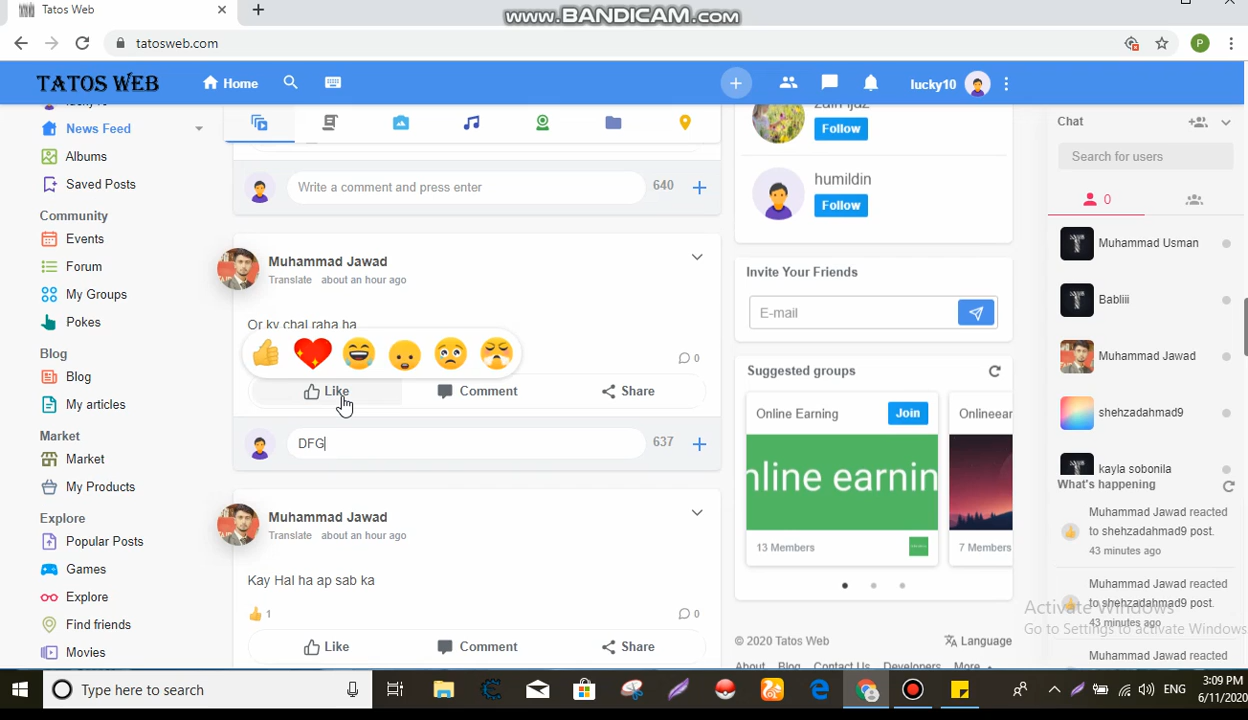 Tatos Web
www.BANDICAM.com
tatosweb.com
P
TATOS WEB
Home
lucky10
News Feed
Albums
Saved Posts
Community
Events
Forum
My Groups
Pokes
Blog
Blog
My articles
Market
Market
My Products
Explore
Popular Posts
Games
Explore
Find friends
Movies
Write a comment and press enter
640
Muhammad Jawad
Translate about an hour ago
Or ky chal raha ha
0
Like
Comment
Share
DFG
637
Muhammad Jawad
Translate about an hour ago
Kay Hal ha ap sab ka
1
0
Like
Comment
Share
Follow
humildin
Follow
Invite Your Friends
E-mail
Suggested groups
Online Earning
Join
Onlineear
nline earnin
13 Members
7 Members
© 2020 Tatos Web
Language
About Blog Contact Us Developers More
Chat
Search for users
0
Muhammad Usman
Babliii
Muhammad Jawad
shehzadahmad9
kayla sobonila
What's happening
Muhammad Jawad reacted
to shehzadahmad9 post.
43 minutes ago
Muhammad Jawad reacted
to shehzadahmad9 post.
43 minutes ago
Muhammad Jawad reacted
Activate Windows
Go to Settings to activate Windows
Type here to search
ENG
3:09 PM
6/11/2020